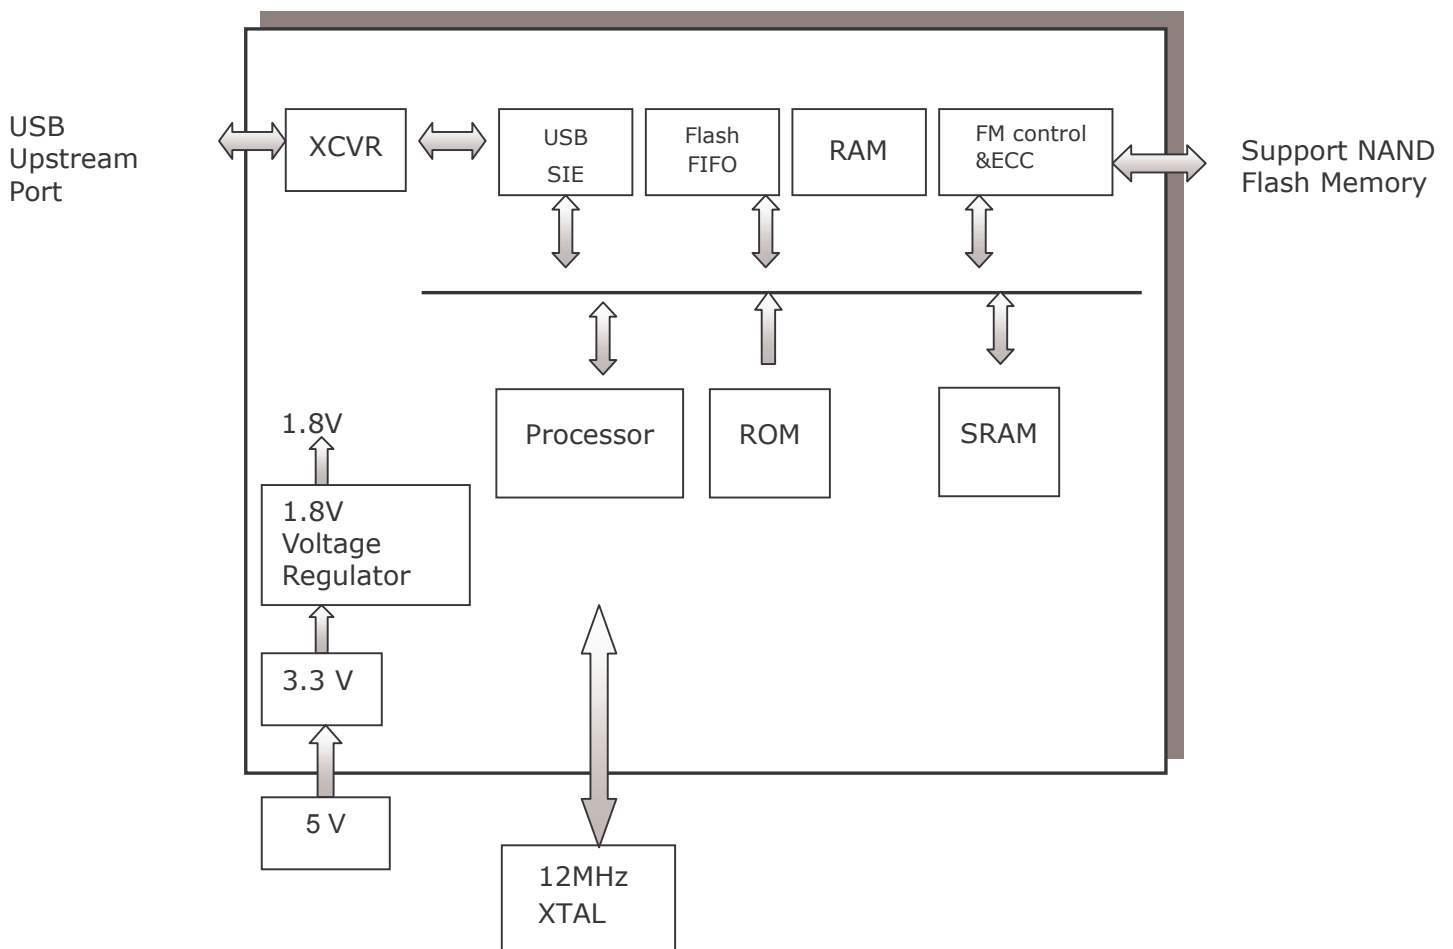 USB
Upstream
Port
XCVR
USB
SIE
Flash
FIFO
RAM
FM control
&ECC
Support NAND
Flash Memory
Processor
ROM
SRAM
1.8V
1.8V
Voltage
Regulator
3.3 V
5 V
12MHz
XTAL